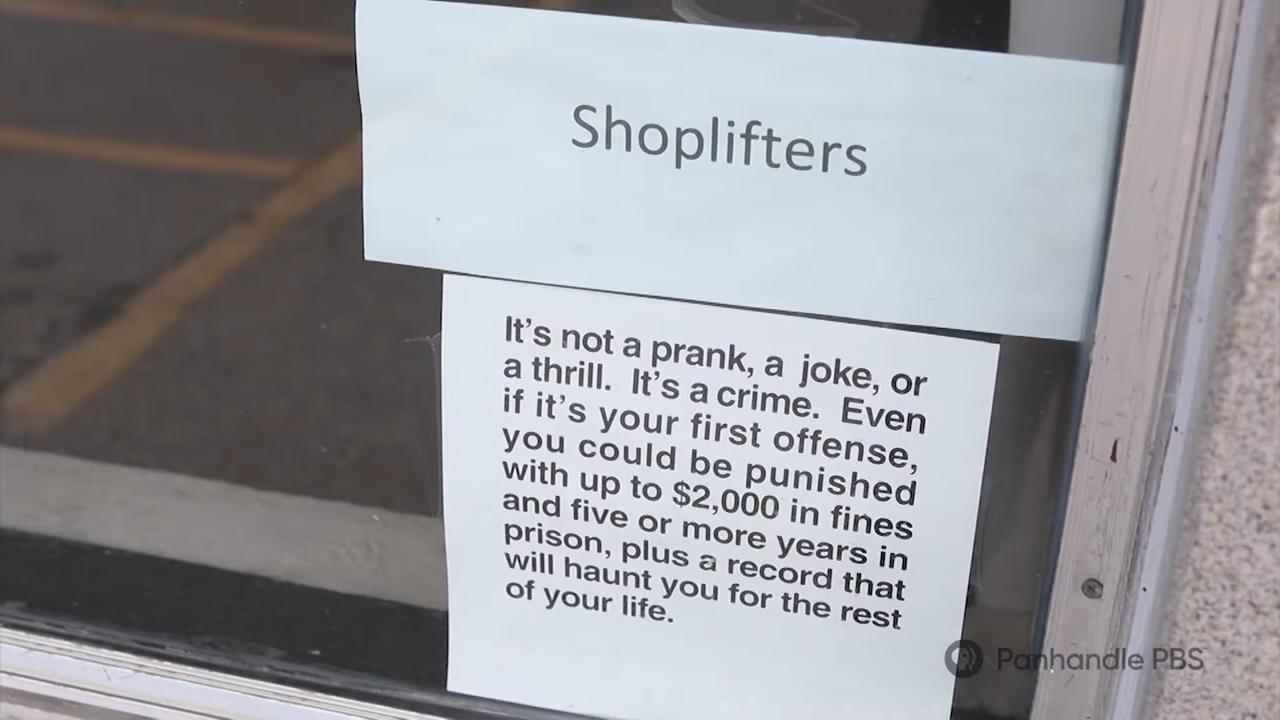 Shoplifters
It's not a prank, a joke, or
a thrill. It's a crime. Even
if it's your first offense,
you could be punished
with up to $2,000 in fines
and five or more years in
prison, plus a record that
will haunt you for the rest
of your life.
Panhandle PBS